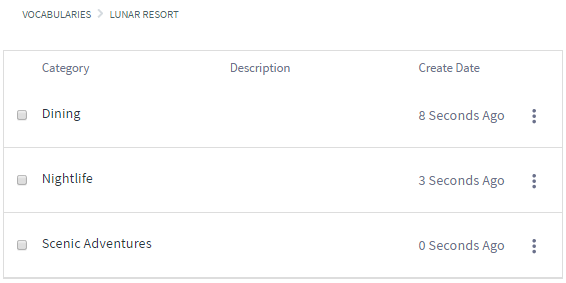 VOCABULARIES > LUNAR RESORT
Category Description Create Date
Dining 8 Seconds Ago
Nightlife 3 Seconds Ago
Scenic Adventures 0 Seconds Ago